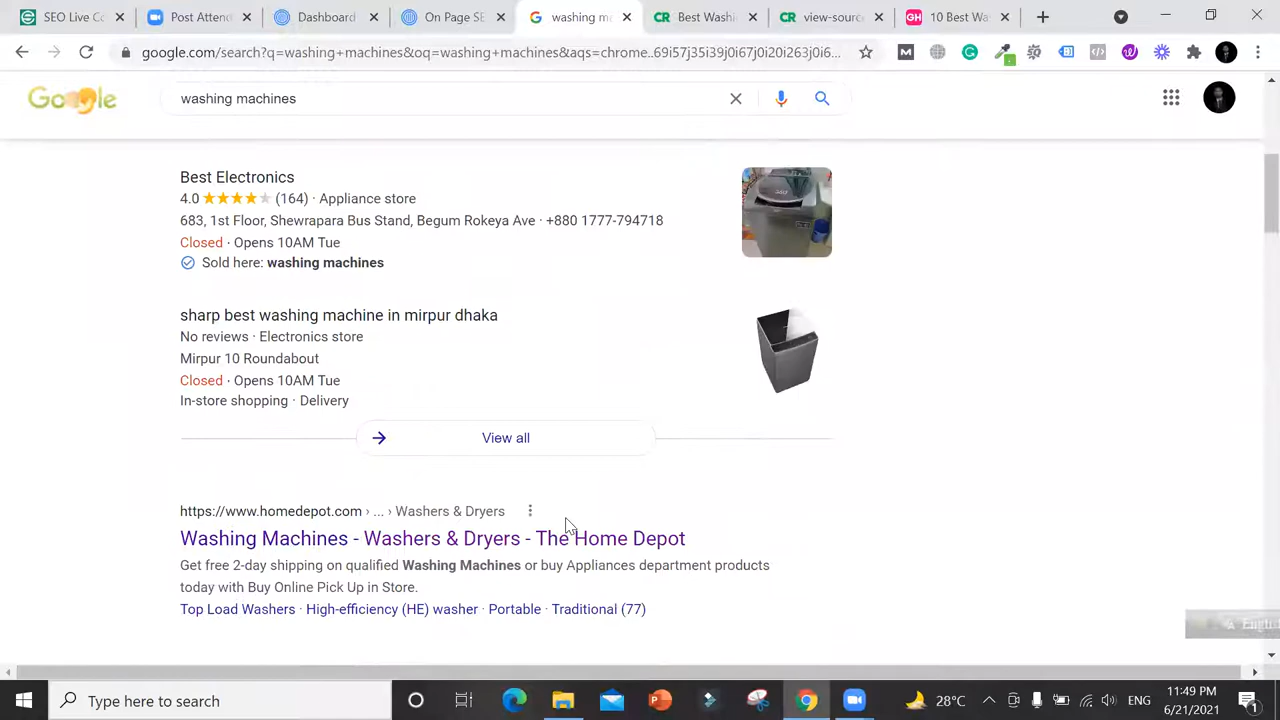 SEO Live Co
Post Atten
Dashboard
On Page SE
washing ma
Best Washi
view-sourc
10 Best Wa
google.com/search?q=washing+machines&oq=washing+machines&aqs=chrome..69i57j35i39j0i67j0i20i263j0i6...
Google
washing machines
Best Electronics
4.0 ★★★★★ (164) · Appliance store
683, 1st Floor, Shewrapara Bus Stand, Begum Rokeya Ave · +880 1777-794718
Closed · Opens 10AM Tue
Sold here: washing machines
sharp best washing machine in mirpur dhaka
No reviews · Electronics store
Mirpur 10 Roundabout
Closed · Opens 10AM Tue
In-store shopping · Delivery
View all
https://www.homedepot.com › ... › Washers & Dryers
Washing Machines - Washers & Dryers - The Home Depot
Get free 2-day shipping on qualified Washing Machines or buy Appliances department products
today with Buy Online Pick Up in Store.
Top Load Washers · High-efficiency (HE) washer · Portable · Traditional (77)
Type here to search
28°C
ENG
11:49 PM
6/21/2021